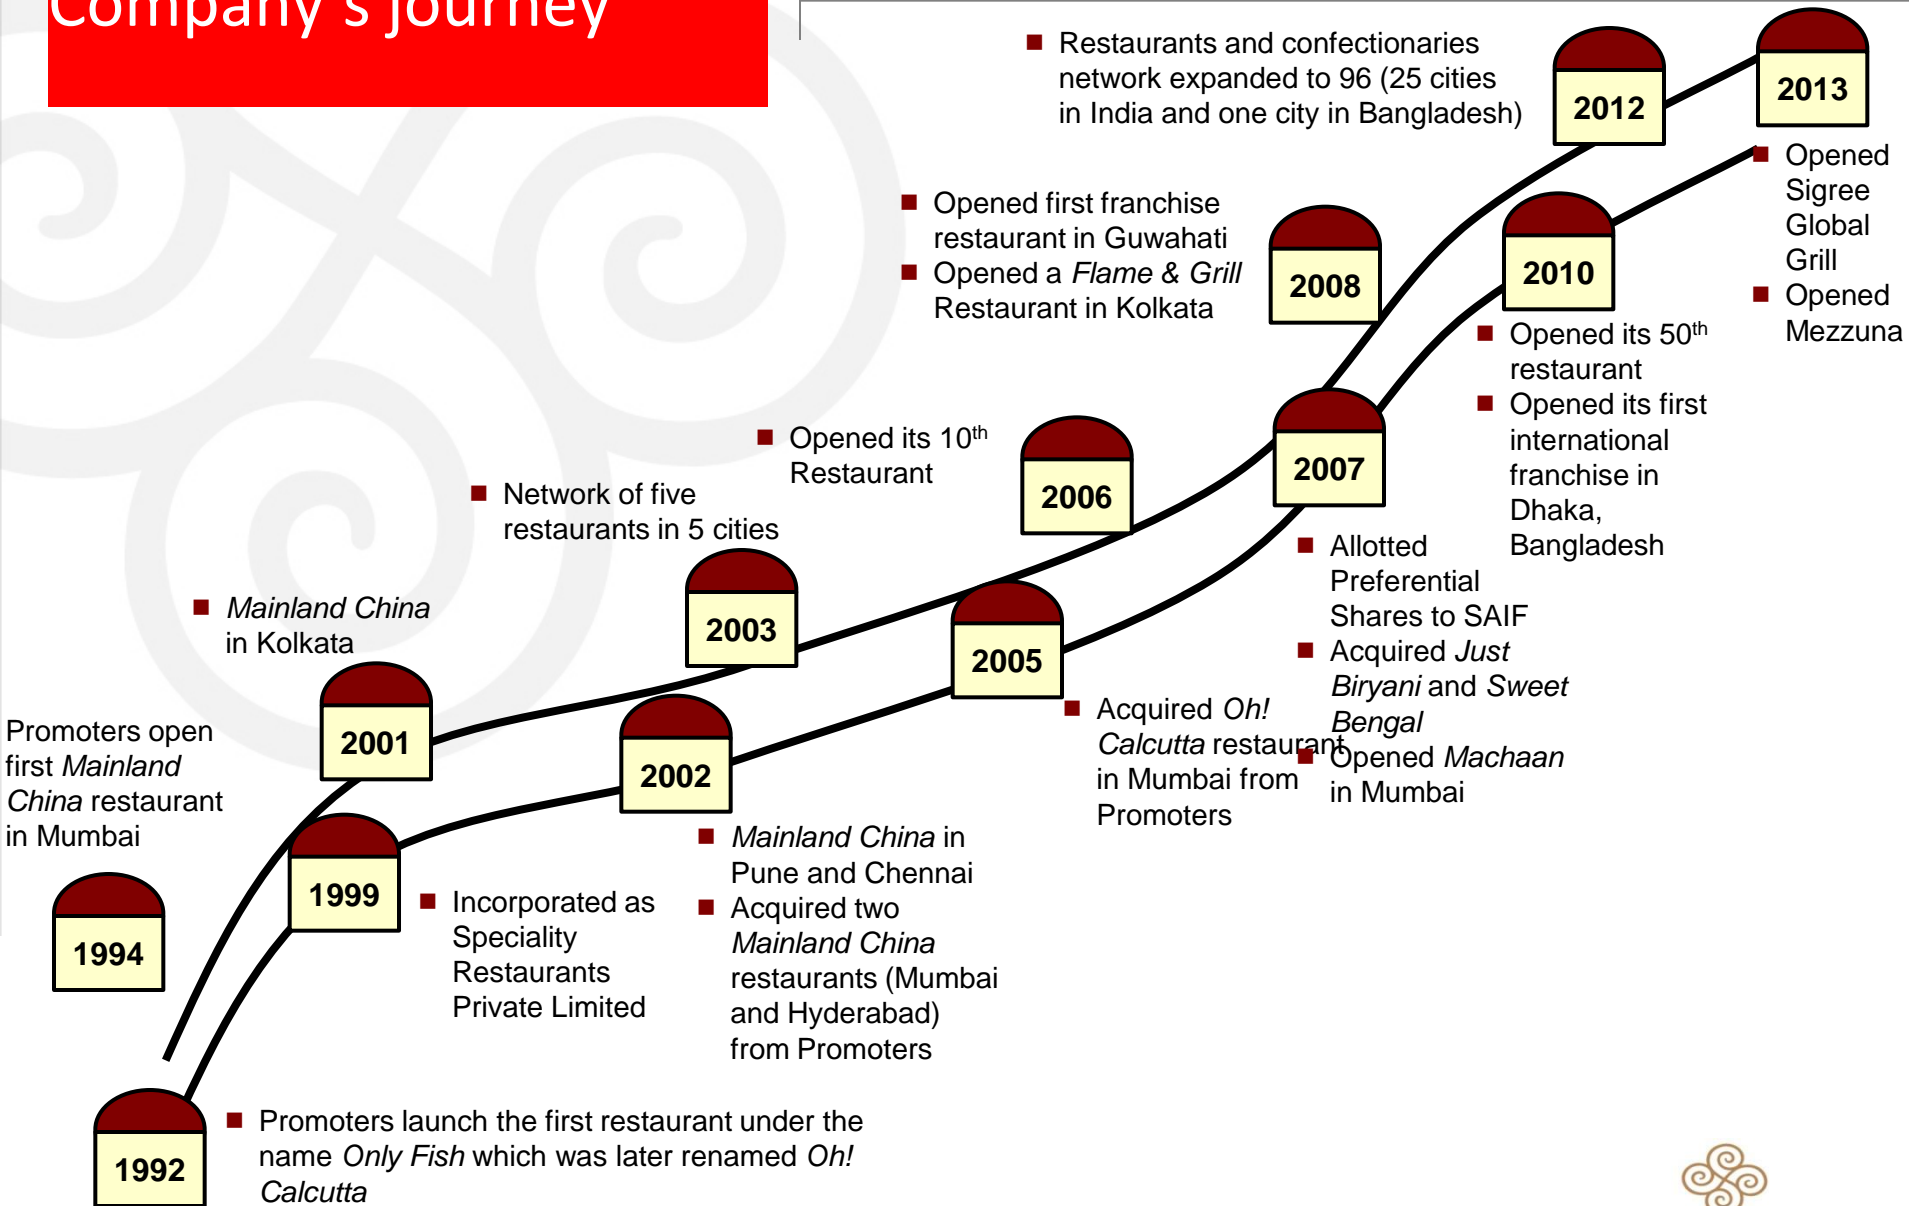 Company's journey
Restaurants and confectionaries
network expanded to 96 (25 cities
in India and one city in Bangladesh)
2012
2013
Opened
Sigree
Global
Grill
Opened
Mezzuna
Opened first franchise
restaurant in Guwahati
Opened a Flame & Grill
Restaurant in Kolkata
2008
2010
Opened its 50th
restaurant
Opened its first
international
franchise in
Dhaka,
Bangladesh
Opened its 10th
Restaurant
2006
2007
Allotted
Preferential
Shares to SAIF
Acquired Just
Biryani and Sweet
Bengal
Opened Machaan
in Mumbai
Network of five
restaurants in 5 cities
2003
2005
Acquired Oh!
Calcutta restaurant
in Mumbai from
Promoters
Mainland China
in Kolkata
2001
2002
Mainland China in
Pune and Chennai
Acquired two
Mainland China
restaurants (Mumbai
and Hyderabad)
from Promoters
Promoters open
first Mainland
China restaurant
in Mumbai
1994
1999
Incorporated as
Speciality
Restaurants
Private Limited
1992
Promoters launch the first restaurant under the
name Only Fish which was later renamed Oh!
Calcutta